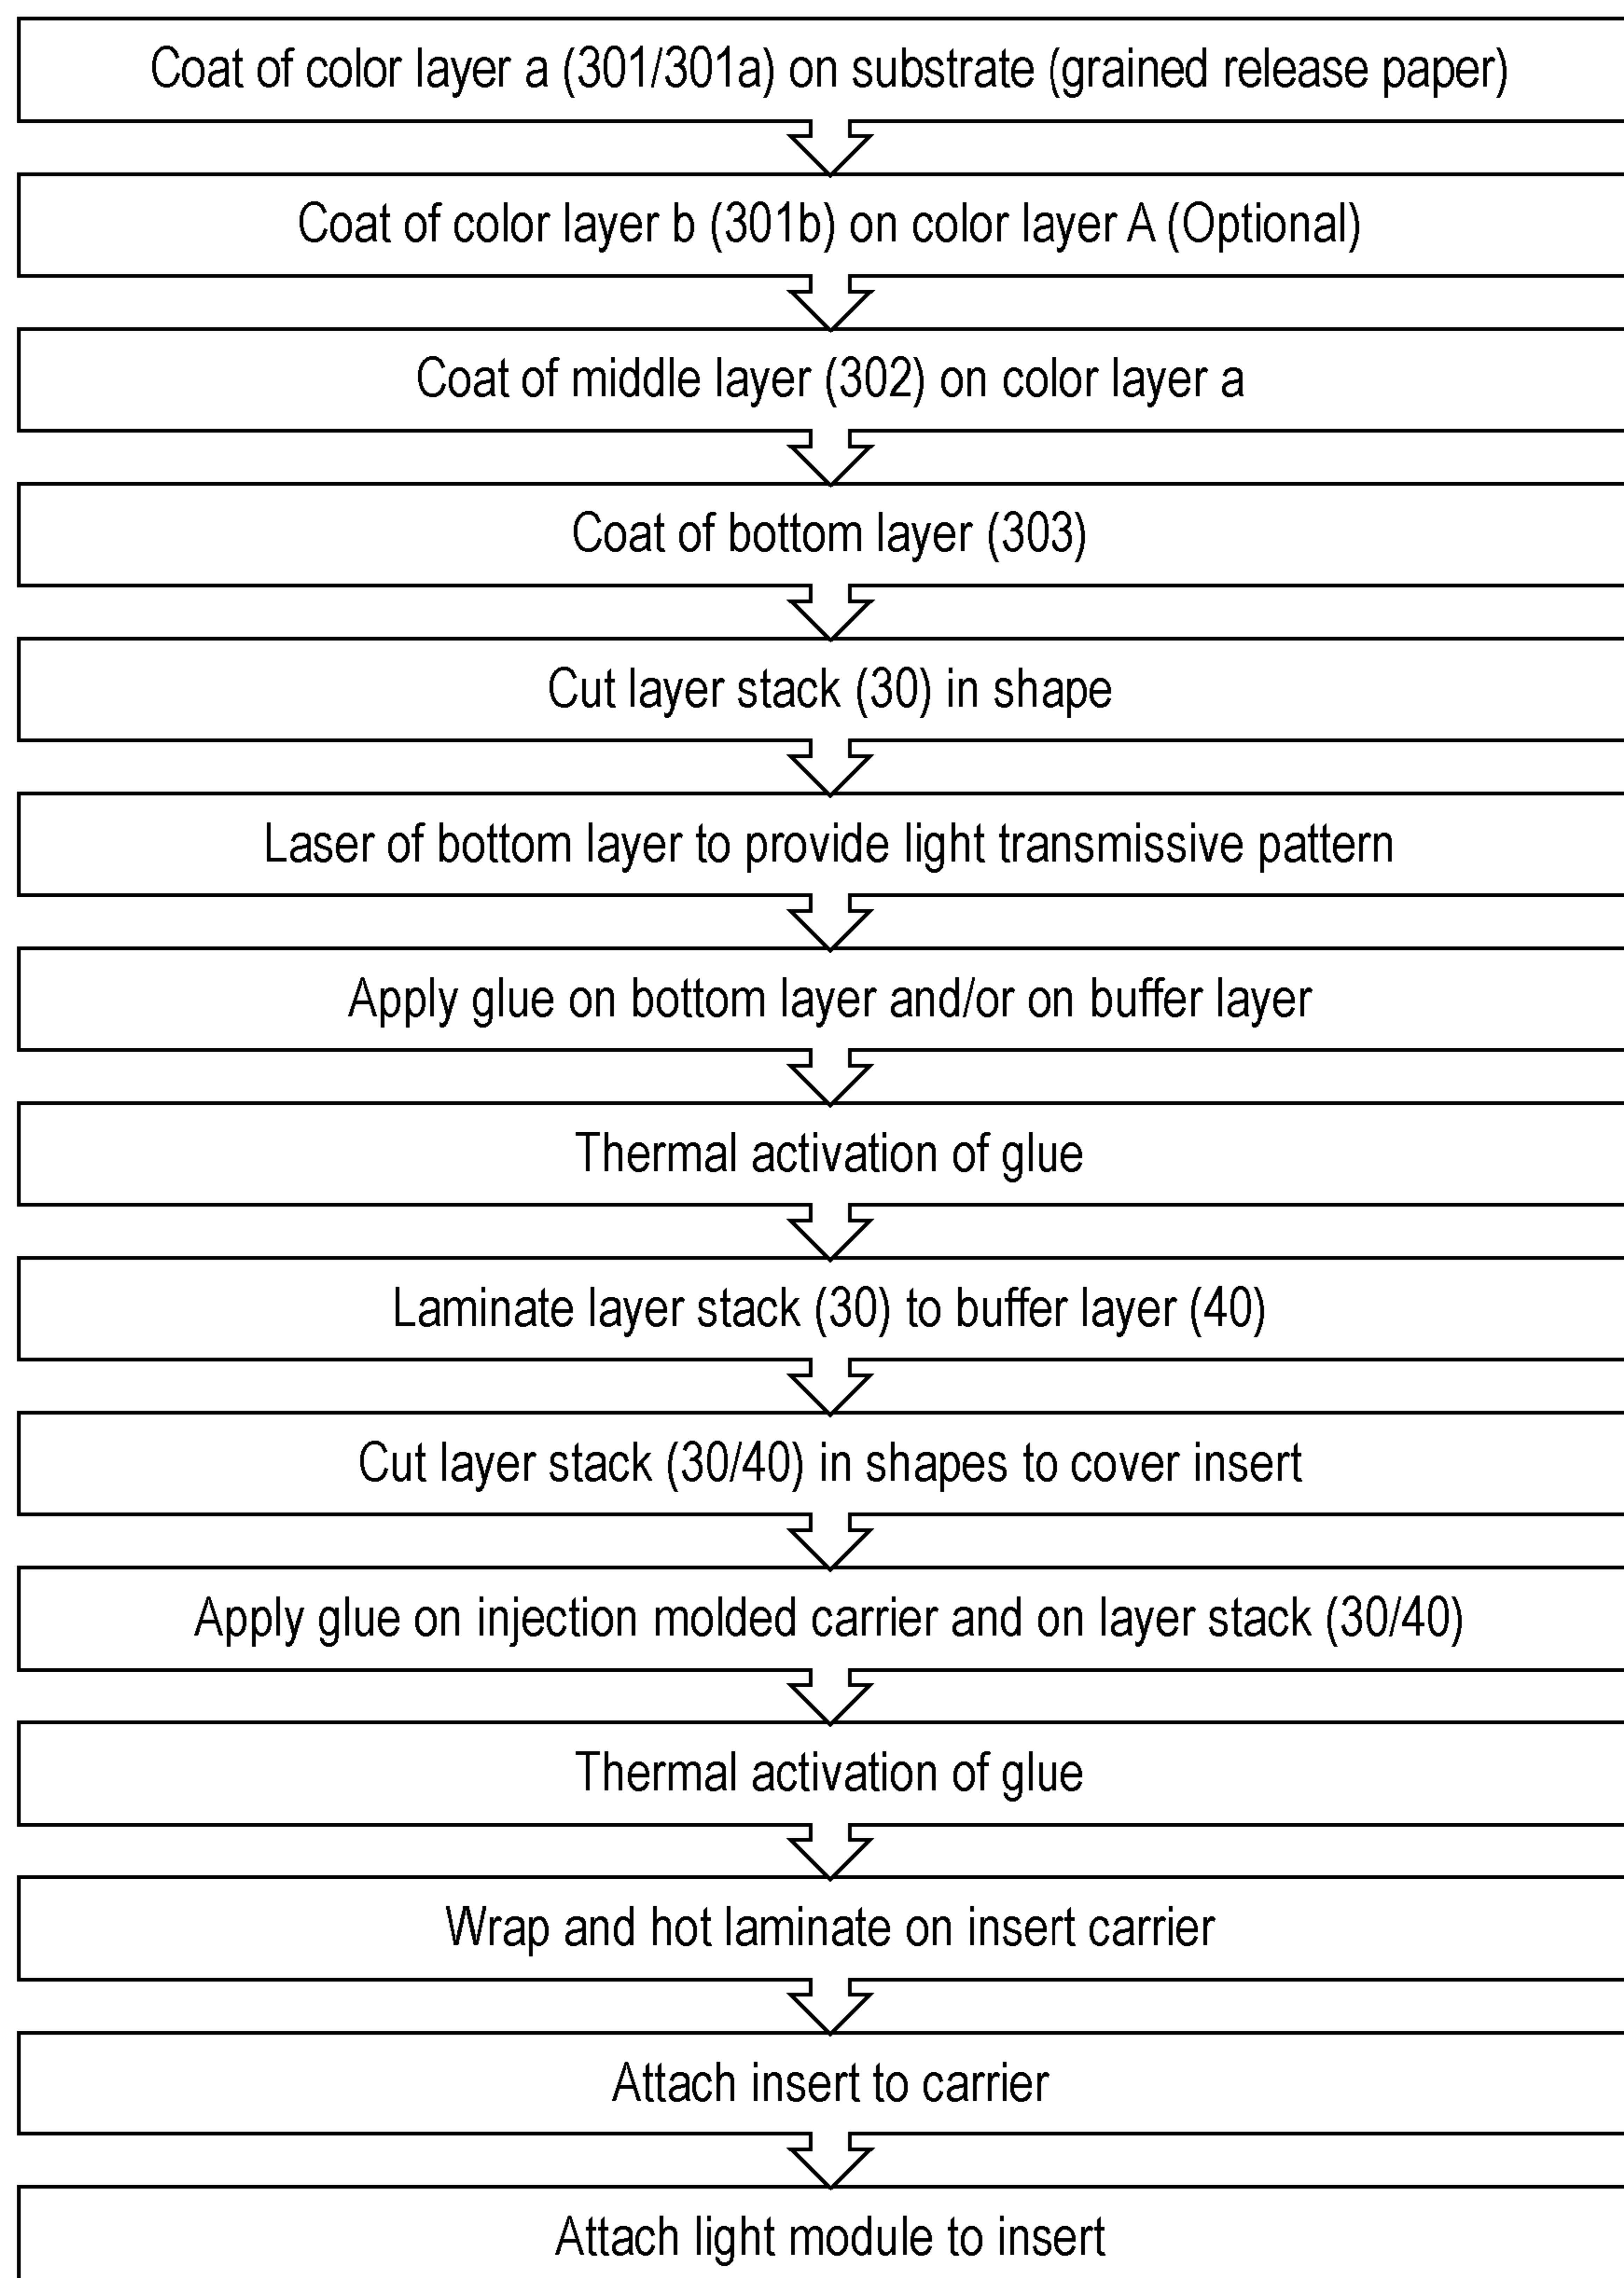 Coat of color layer a (301/301a) on substrate (grained release paper)
Coat of color layer b (301b) on color layer A (Optional)
Coat of middle layer (302) on color layer a
Coat of bottom layer (303)
Cut layer stack (30) in shape
Laser of bottom layer to provide light transmissive pattern
Apply glue on bottom layer and/or on buffer layer
Thermal activation of glue
Laminate layer stack (30) to buffer layer (40)
Cut layer stack (30/40) in shapes to cover insert
Apply glue on injection molded carrier and on layer stack (30/40)
Thermal activation of glue
Wrap and hot laminate on insert carrier
Attach insert to carrier
Attach light module to insert